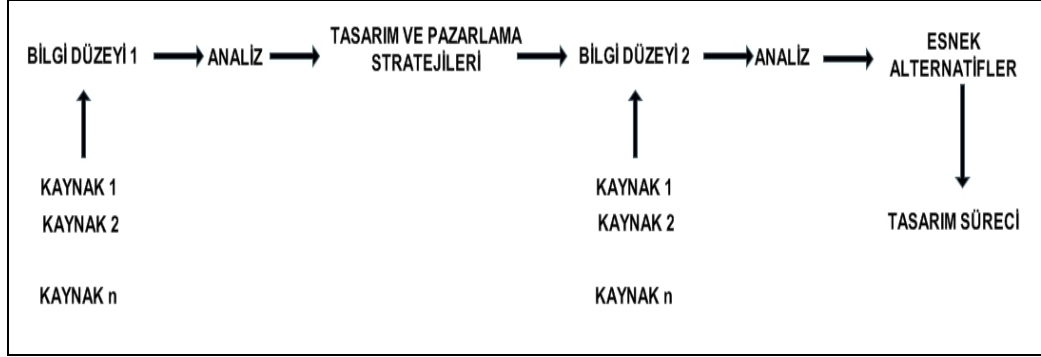 BİLGİ DÜZEYİ 1
ANALİZ
TASARIM VE PAZARLAMA
STRATEJİLERİ
BİLGİ DÜZEYİ 2
ANALİZ
ESNEK
ALTERNATİFLER
KAYNAK 1
KAYNAK 2
KAYNAK n
KAYNAK 1
KAYNAK 2
KAYNAK n
TASARIM SÜRECİ